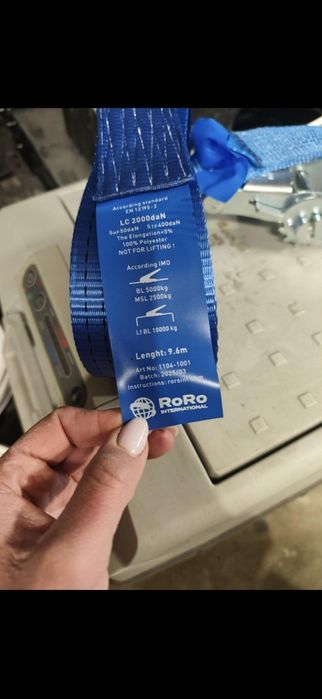 According standard
EN 12195-2
LC 2000daN
SHF50daN STF400daN
The Elongation<5%
100% Polyester
NOT FOR LIFTING!
According IMO
BL 5000kg
MSL 2500kg
Lf BL 10000 kg
Lenght: 9.6m
Art No: 1104-1001
Batch: 2025/03
Instructions:
RoRo
INTERNATIONAL